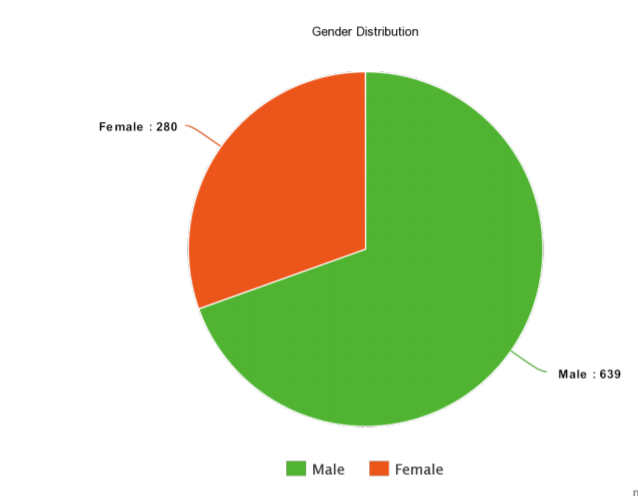 Gender Distribution
Female : 280
Male : 639
Male
Female